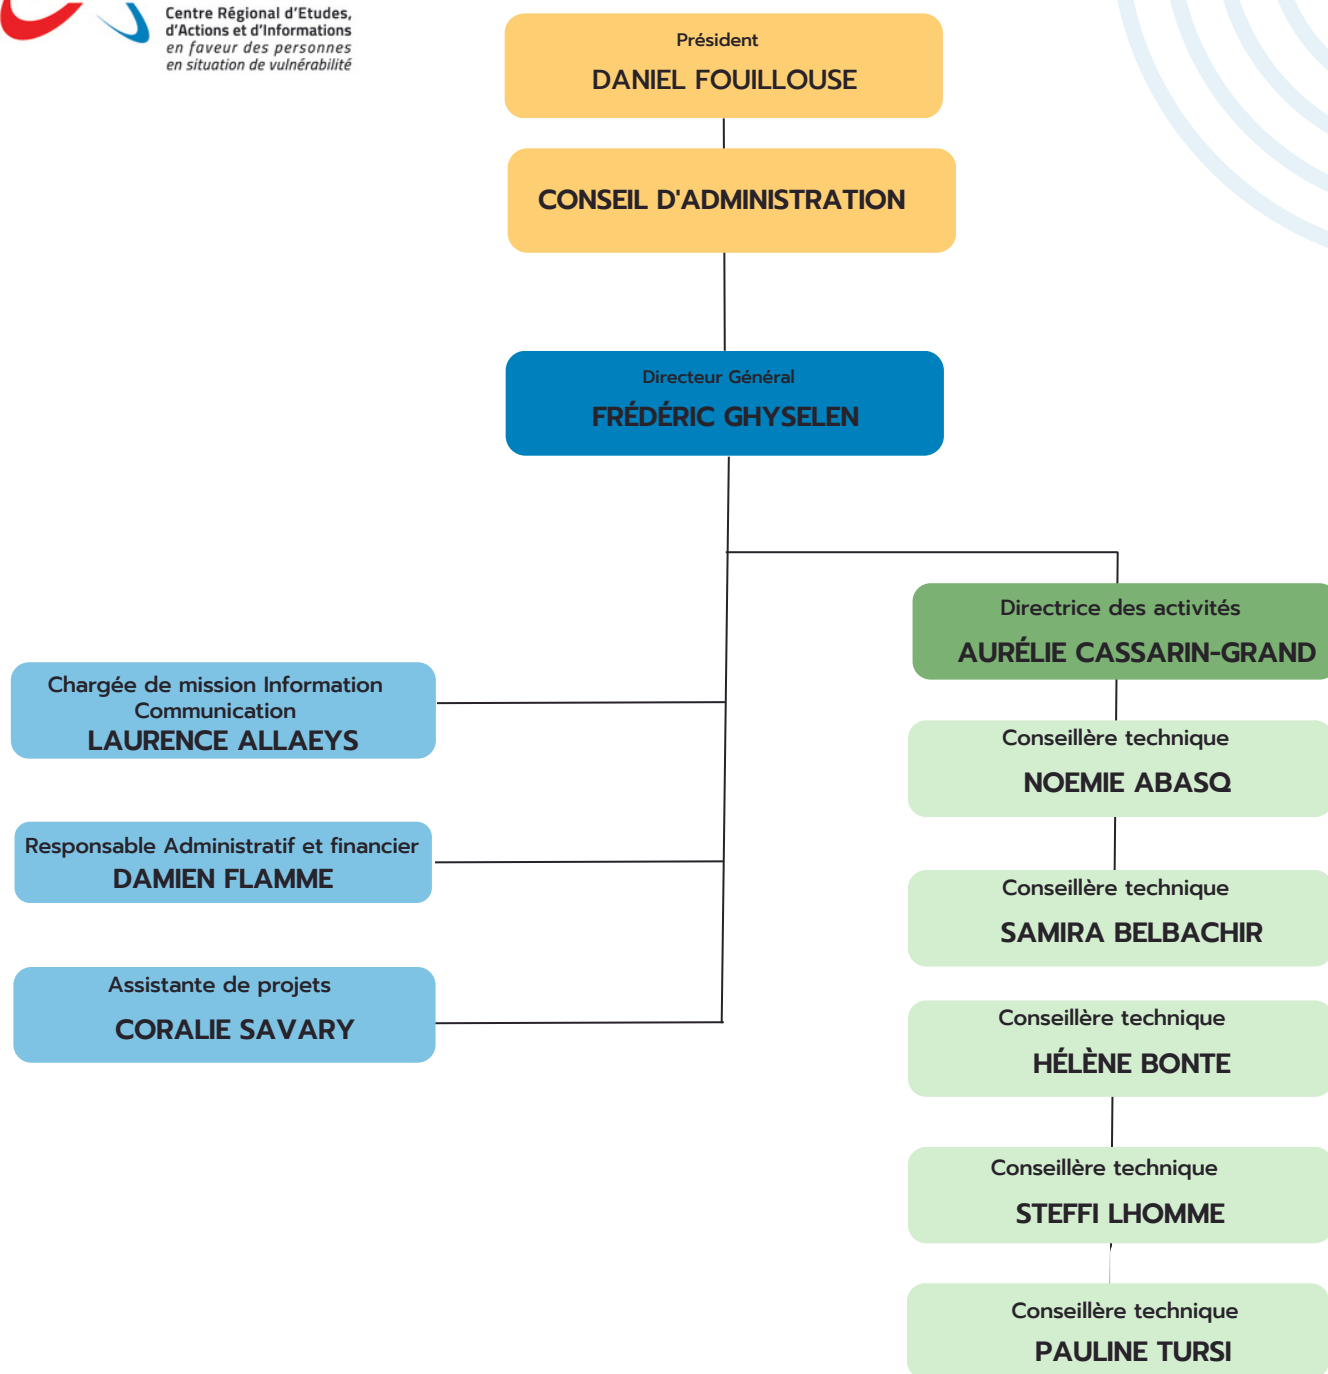 Centre Régional d'Etudes,
d'Actions et d'Informations
en faveur des personnes
en situation de vulnérabilité
Président
DANIEL FOUILLOUSE
CONSEIL D'ADMINISTRATION
Directeur Général
FRÉDÉRIC GHYSELEN
Chargée de mission Information
Communication
LAURENCE ALLAEYS
Responsable Administratif et financier
DAMIEN FLAMME
Assistante de projets
CORALIE SAVARY
Directrice des activités
AURÉLIE CASSARIN-GRAND
Conseillère technique
NOEMIE ABASQ
Conseillère technique
SAMIRA BELBACHIR
Conseillère technique
HÉLÈNE BONTE
Conseillère technique
STEFFI LHOMME
Conseillère technique
PAULINE TURSI